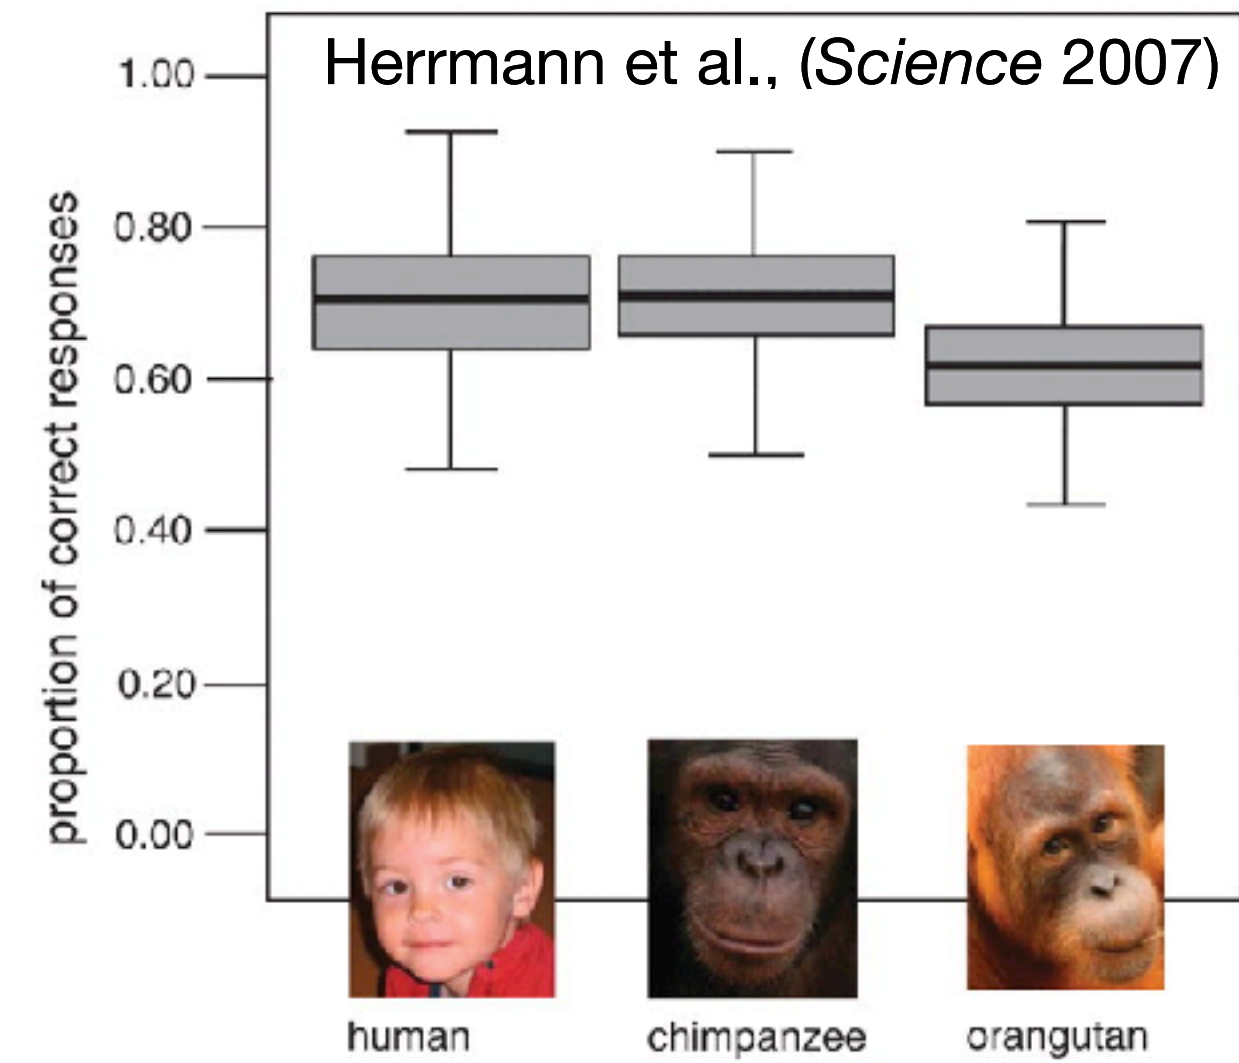 Herrmann et al., (Science 2007)
proportion of correct responses
1.00
0.80
0.60
0.40
0.20
0.00
human
chimpanzee
orangutan